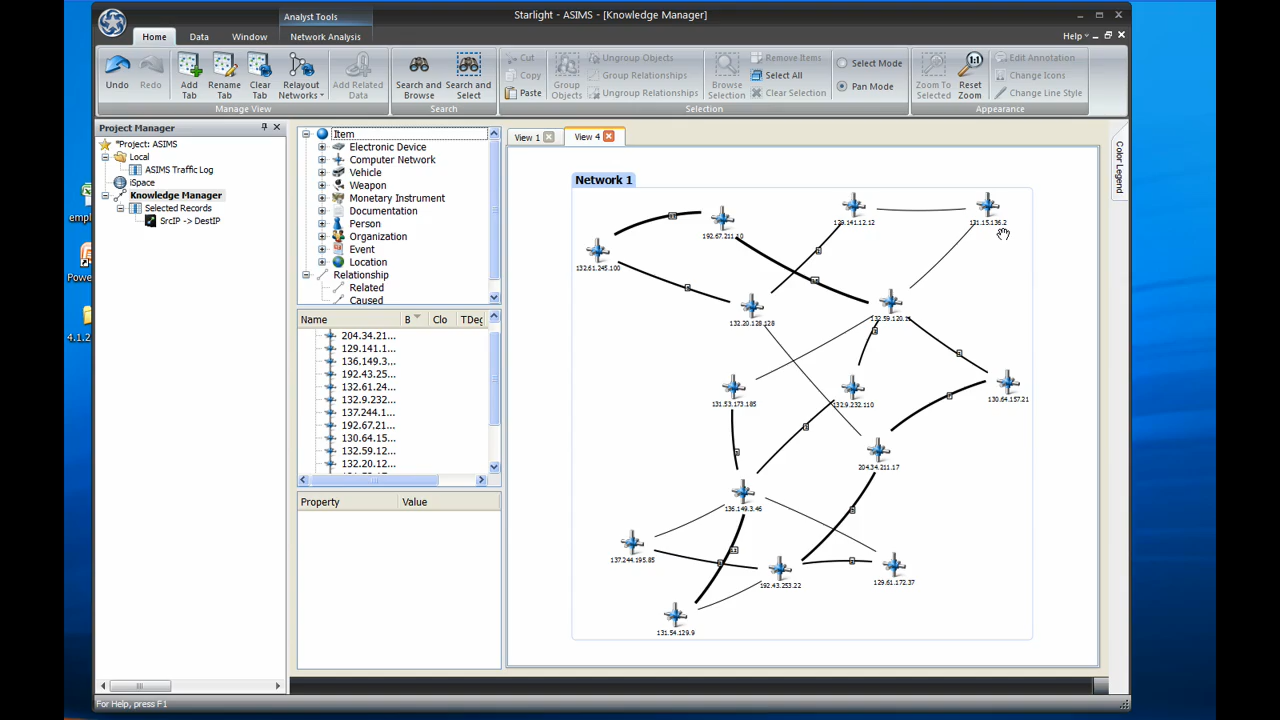 Analyst Tools
Starlight - ASIMS - [Knowledge Manager]
Home
Data
Window
Network Analysis
Help
Undo
Redo
Add Tab
Rename Tab
Clear Tab
Relayout Networks
Manage View
Add Related Data
Search and Browse
Search and Select
Search
Cut
Copy
Paste
Group Objects
Ungroup Objects
Group Relationships
Ungroup Relationships
Browse Selection
Remove Items
Select All
Clear Selection
Select Mode
Pan Mode
Selection
Zoom To Selected
Reset Zoom
Edit Annotation
Change Icons
Change Line Style
Appearance
Project Manager
*Project: ASIMS
Local
ASIMS Traffic Log
iSpace
Knowledge Manager
Selected Records
SrcIP -> DestIP
Item
Electronic Device
Computer Network
Vehicle
Weapon
Monetary Instrument
Documentation
Person
Organization
Event
Location
Relationship
Related
Caused
Name
B
Clo
TDeg
204.34.21...
129.141.1...
136.149.3...
192.43.25...
132.61.24...
132.9.232...
137.244.1...
192.67.21...
130.64.15...
132.59.12...
132.20.12...
Property
Value
View 1
View 4
Color Legend
Network 1
131.15.136.2
132.61.245.100
132.20.128.128
131.53.173.185
132.9.232.110
130.64.157.21
204.34.211.17
136.149.3.46
137.244.195.85
192.43.253.22
129.61.172.37
131.54.129.9
empl
Powe
4.1.2
For Help, press F1